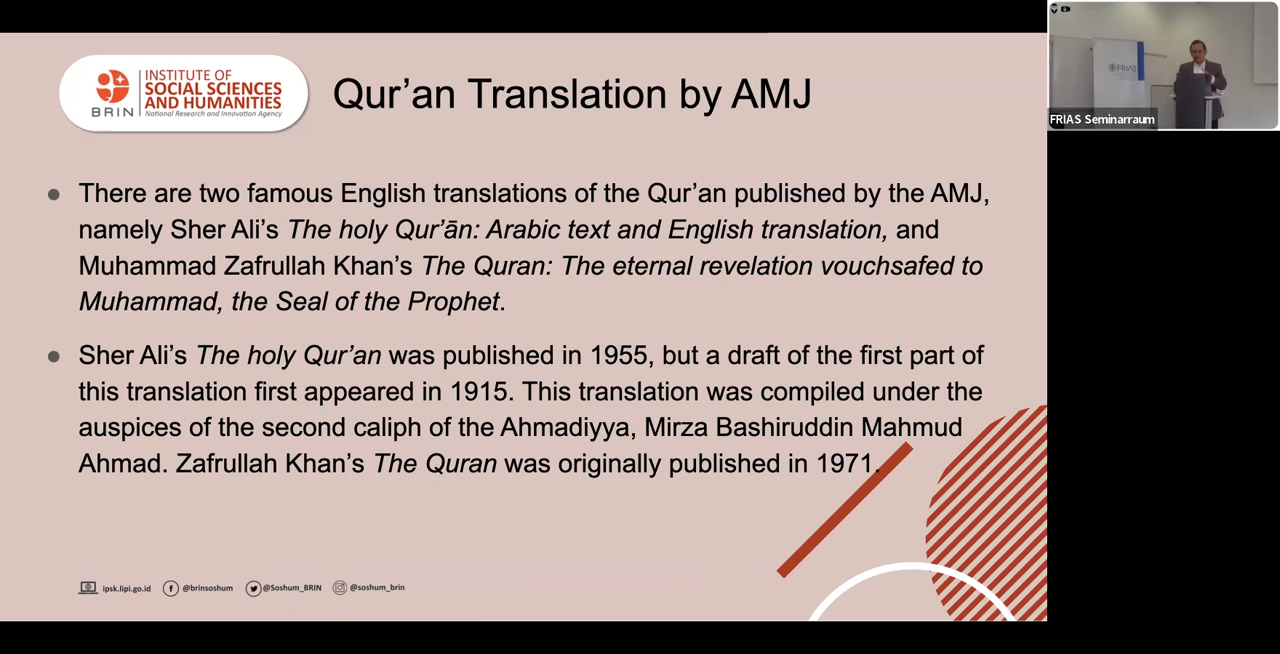 BRIN
INSTITUTE OF
SOCIAL SCIENCES
AND HUMANITIES
National Research and Innovation Agency
Qur’an Translation by AMJ
● There are two famous English translations of the Qur’an published by the AMJ,
namely Sher Ali’s The holy Qur’ān: Arabic text and English translation, and
Muhammad Zafrullah Khan’s The Quran: The eternal revelation vouchsafed to
Muhammad, the Seal of the Prophet.
● Sher Ali’s The holy Qur’an was published in 1955, but a draft of the first part of
this translation first appeared in 1915. This translation was compiled under the
auspices of the second caliph of the Ahmadiyya, Mirza Bashiruddin Mahmud
Ahmad. Zafrullah Khan’s The Quran was originally published in 1971.
ipsk.lipi.go.id @brinsoshum @Soshum_BRIN @soshum_brin
FRIAS
FRIAS Seminarraum